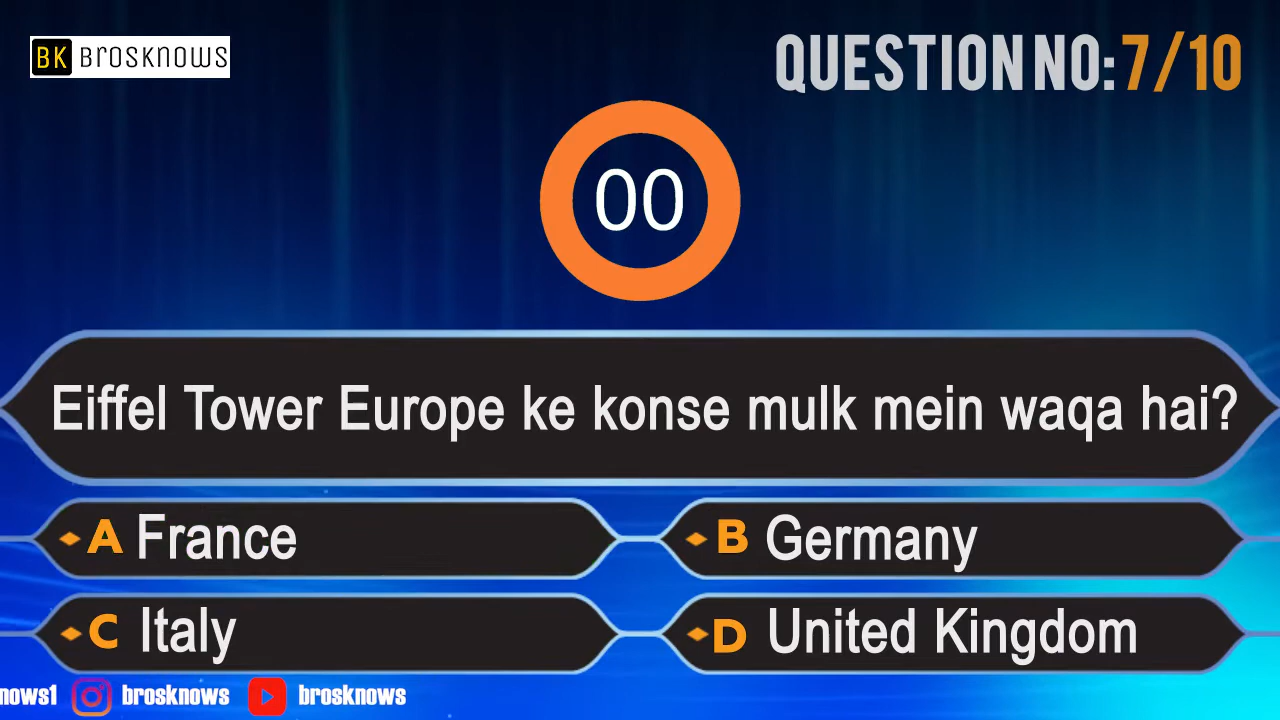 BK BrosKnows
QUESTION NO: 7/10
00
Eiffel Tower Europe ke konse mulk mein waqa hai?
A France
B Germany
C Italy
D United Kingdom
nows1 brosknows brosknows